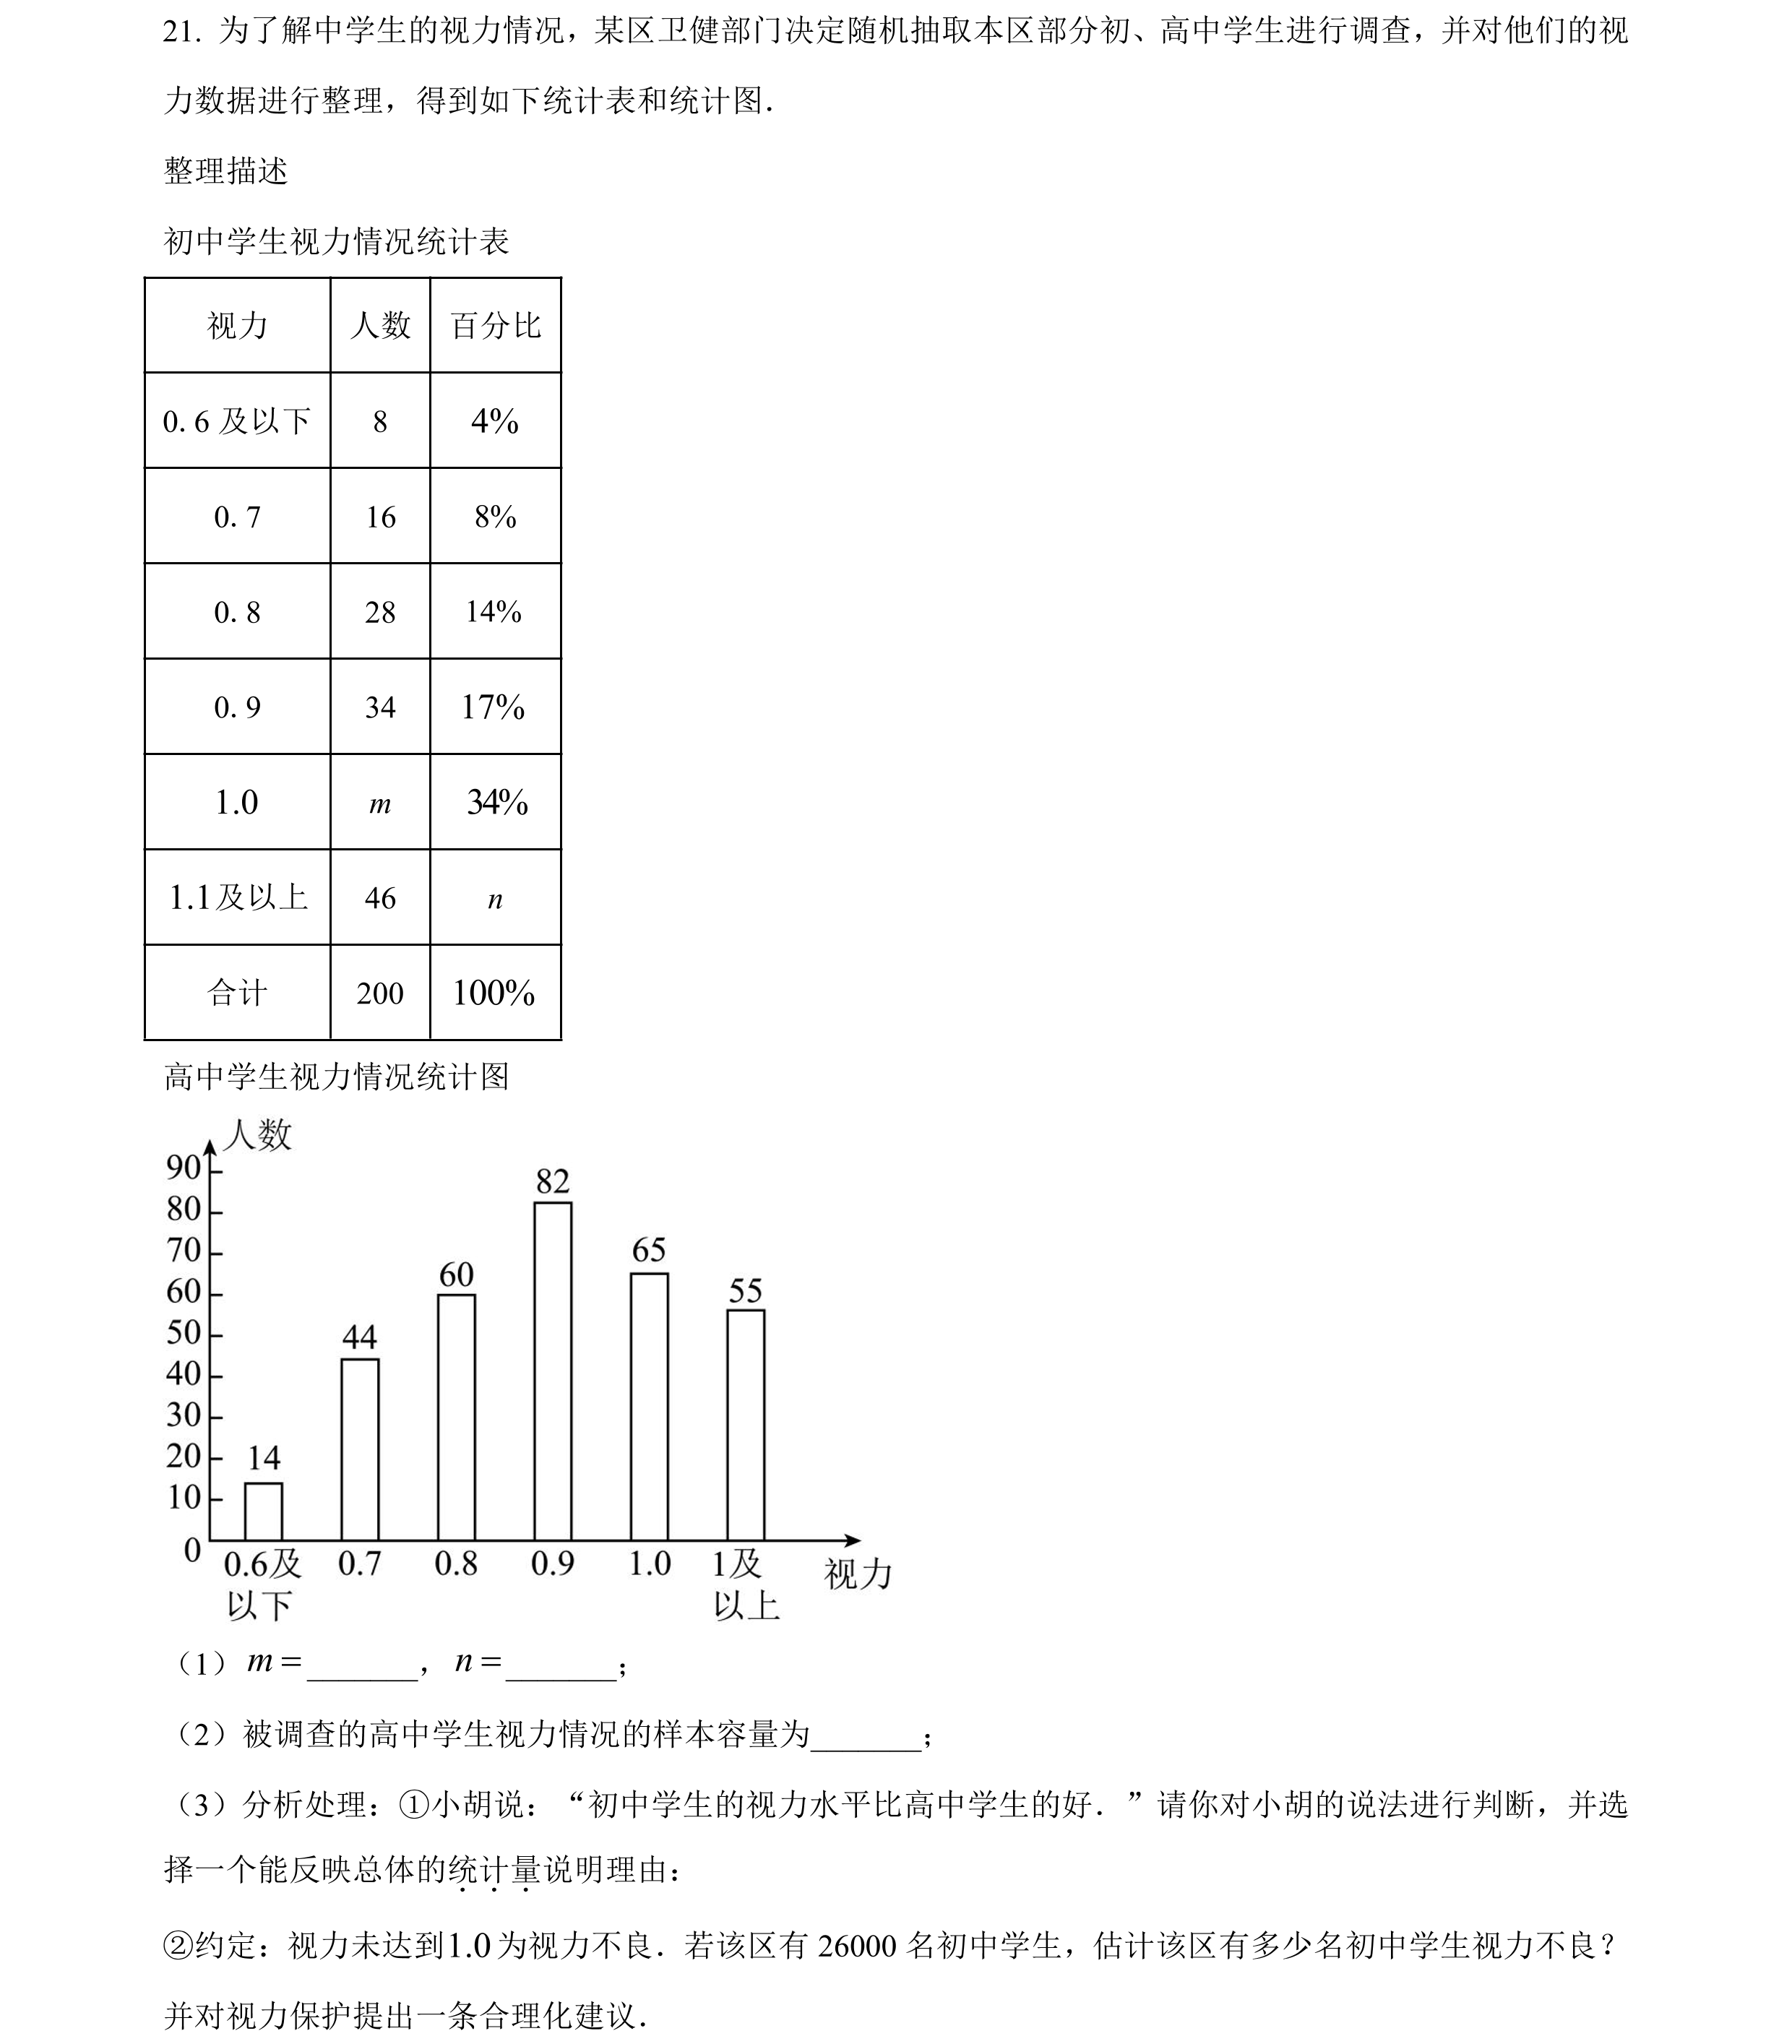 21. 为了解中学生的视力情况，某区卫健部门决定随机抽取本区部分初、高中学生进行调查，并对他们的视
力数据进行整理，得到如下统计表和统计图．
整理描述
初中学生视力情况统计表
视力 人数 百分比
0.6及以下 8 4%
0.7 16 8%
0.8 28 14%
0.9 34 17%
1.0 m 34%
1.1及以上 46 n
合计 200 100%
高中学生视力情况统计图
人数
90
80
70
60
50
40
30
20
10
0
14
44
60
82
65
55
0.6及以下 0.7 0.8 0.9 1.0 1及以上
视力
（1）m＝_______，n＝_______；
（2）被调查的高中学生视力情况的样本容量为_______；
（3）分析处理：①小胡说：“初中学生的视力水平比高中学生的好．”请你对小胡的说法进行判断，并选
择一个能反映总体的统计量说明理由：
②约定：视力未达到1.0为视力不良．若该区有26000名初中学生，估计该区有多少名初中学生视力不良？
并对视力保护提出一条合理化建议．